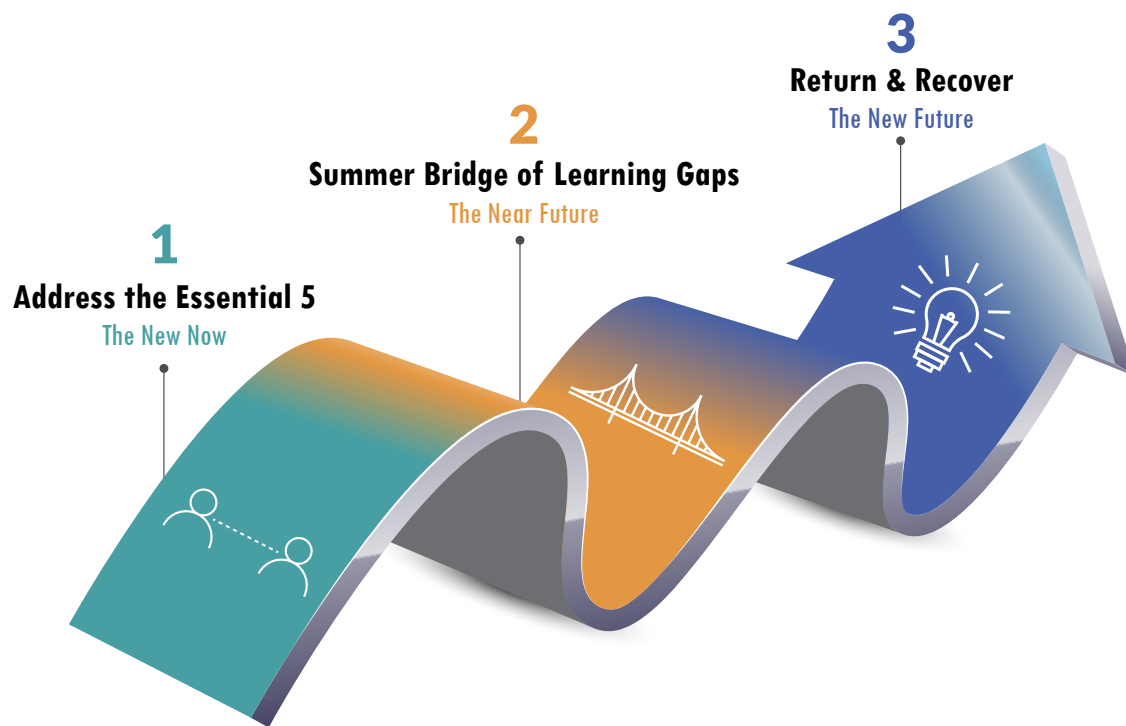 1
Address the Essential 5
The New Now
2
Summer Bridge of Learning Gaps
The Near Future
3
Return & Recover
The New Future